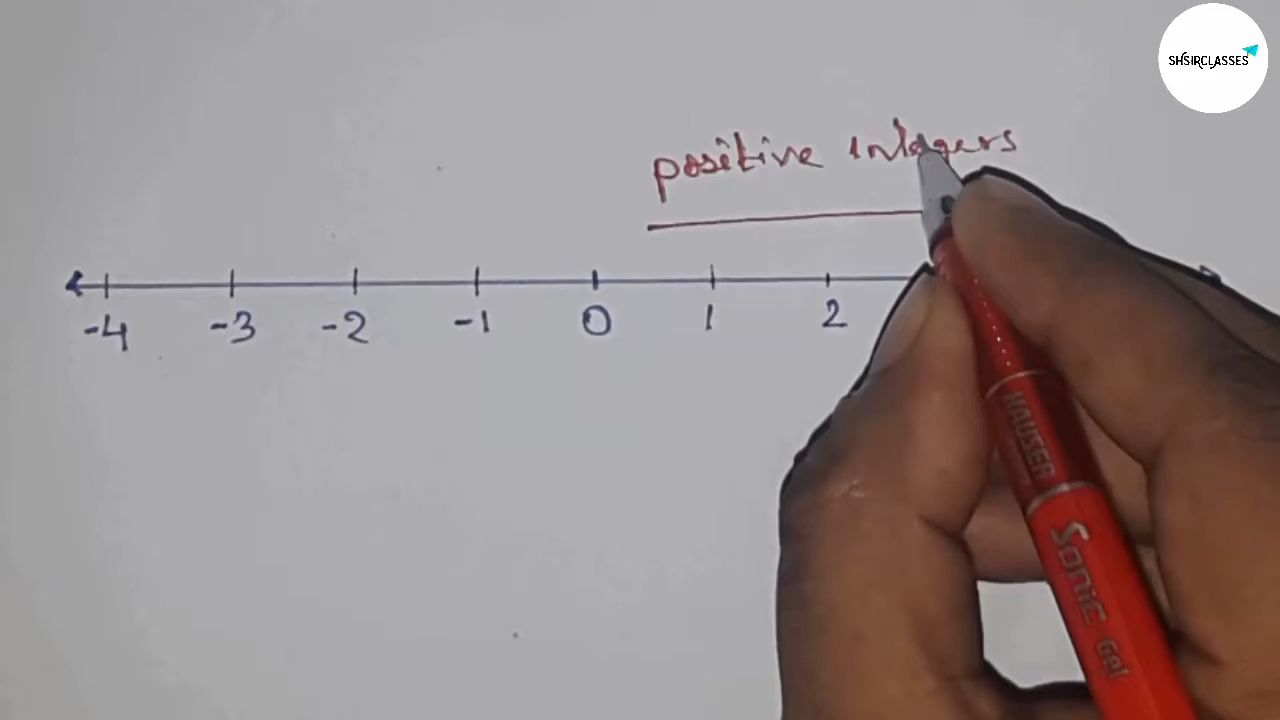 SHSIRCLASSES
positive integers
-4 -3 -2 -1 0 1 2
HAUSER
Sonic Gel